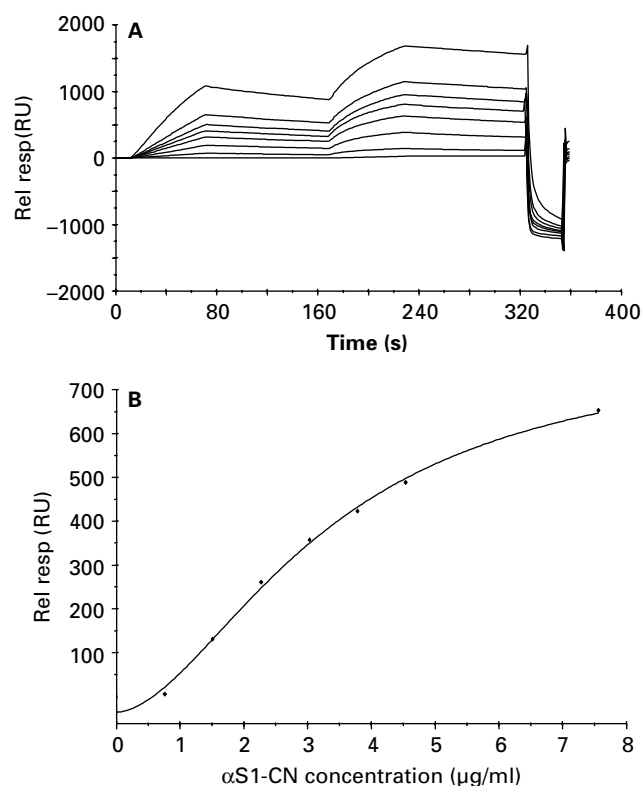 A
2000
1000
0
−1000
−2000
Rel resp(RU)
0 80 160 240 320 400
Time (s)
B
700
600
500
400
300
200
100
Rel resp (RU)
0 1 2 3 4 5 6 7 8
αS1-CN concentration (µg/ml)